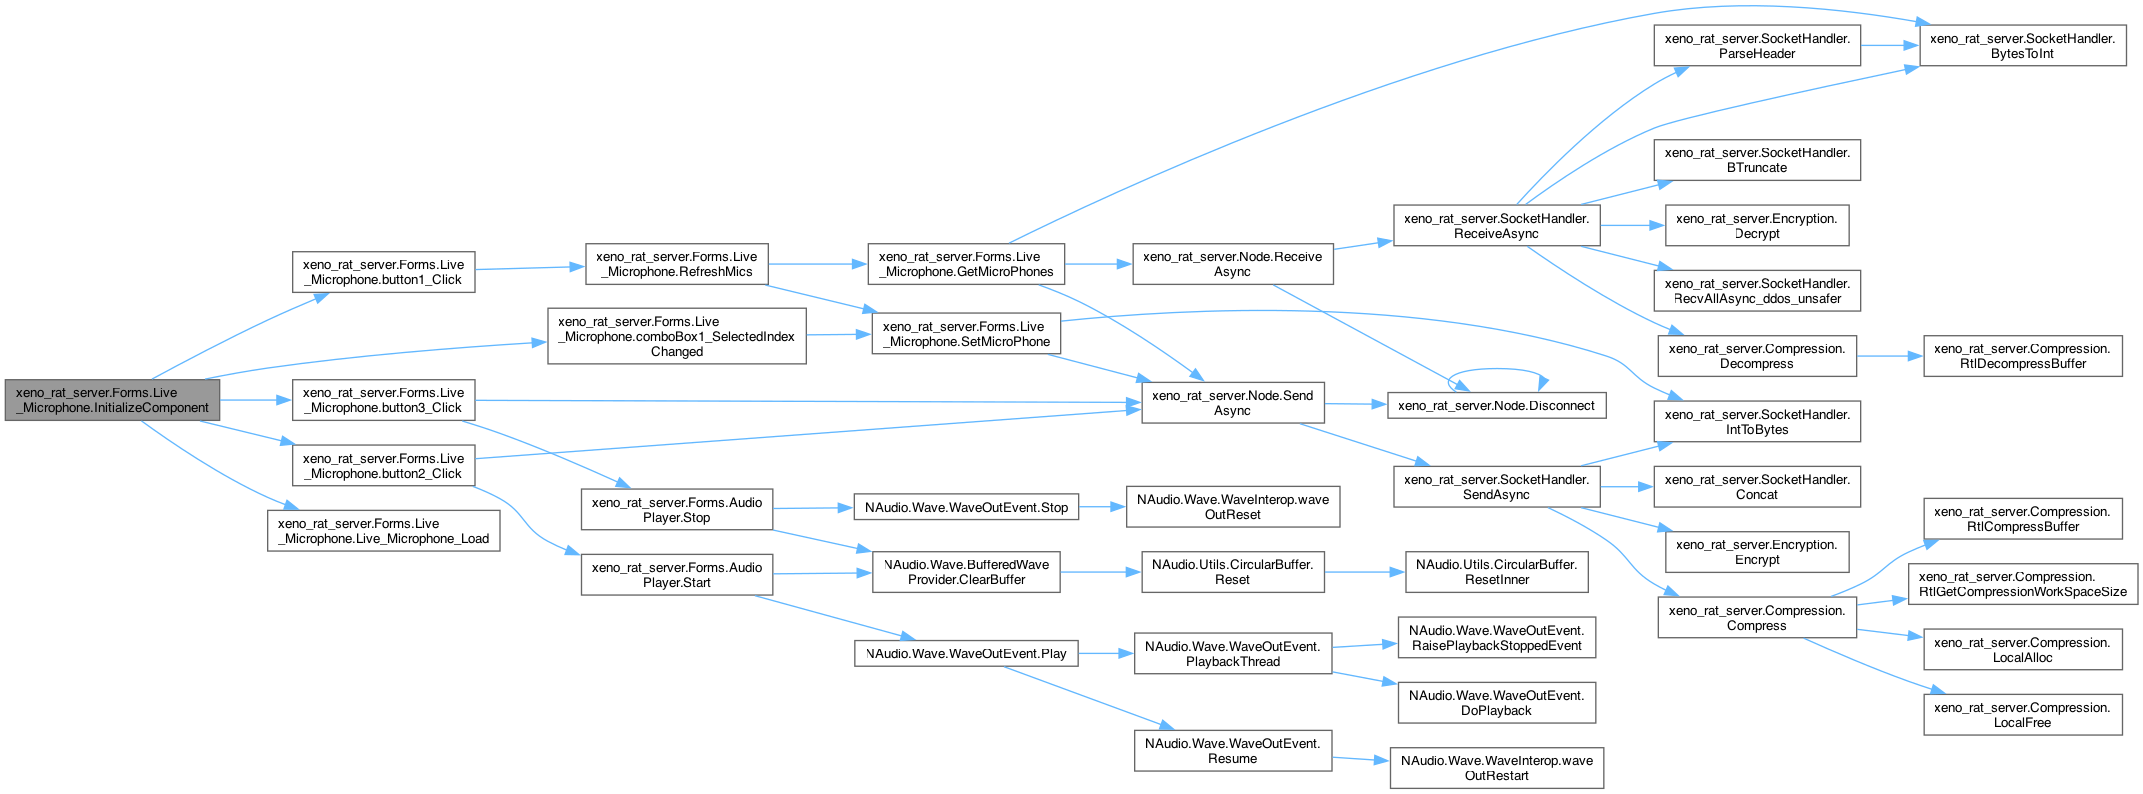 xeno_rat_server.Forms.Live
_Microphone.InitializeComponent
xeno_rat_server.Forms.Live
_Microphone.button1_Click
xeno_rat_server.Forms.Live
_Microphone.button3_Click
xeno_rat_server.Forms.Live
_Microphone.button2_Click
xeno_rat_server.Forms.Live
_Microphone.Live_Microphone_Load
xeno_rat_server.Forms.Live
_Microphone.RefreshMics
xeno_rat_server.Forms.Live
_Microphone.comboBox1_SelectedIndex
Changed
xeno_rat_server.Forms.Audio
Player.Stop
xeno_rat_server.Forms.Audio
Player.Start
xeno_rat_server.Forms.Live
_Microphone.GetMicroPhones
xeno_rat_server.Forms.Live
_Microphone.SetMicroPhone
NAudio.Wave.WaveOutEvent.Stop
NAudio.Wave.BufferedWave
Provider.ClearBuffer
NAudio.Wave.WaveOutEvent.Play
xeno_rat_server.Node.Receive
Async
xeno_rat_server.Node.Send
Async
NAudio.Wave.WaveInterop.wave
OutReset
NAudio.Utils.CircularBuffer.
Reset
NAudio.Wave.WaveOutEvent.
PlaybackThread
NAudio.Wave.WaveOutEvent.
Resume
xeno_rat_server.SocketHandler.
ReceiveAsync
xeno_rat_server.Node.Disconnect
xeno_rat_server.SocketHandler.
SendAsync
NAudio.Utils.CircularBuffer.
ResetInner
NAudio.Wave.WaveOutEvent.
RaisePlaybackStoppedEvent
NAudio.Wave.WaveOutEvent.
DoPlayback
NAudio.Wave.WaveInterop.wave
OutRestart
xeno_rat_server.SocketHandler.
ParseHeader
xeno_rat_server.SocketHandler.
BTruncate
xeno_rat_server.Encryption.
Decrypt
xeno_rat_server.SocketHandler.
RecvAllAsync_ddos_unsafer
xeno_rat_server.Compression.
Decompress
xeno_rat_server.SocketHandler.
IntToBytes
xeno_rat_server.SocketHandler.
Concat
xeno_rat_server.Encryption.
Encrypt
xeno_rat_server.Compression.
Compress
xeno_rat_server.SocketHandler.
BytesToInt
xeno_rat_server.Compression.
RtlDecompressBuffer
xeno_rat_server.Compression.
RtlCompressBuffer
xeno_rat_server.Compression.
RtlGetCompressionWorkSpaceSize
xeno_rat_server.Compression.
LocalAlloc
xeno_rat_server.Compression.
LocalFree